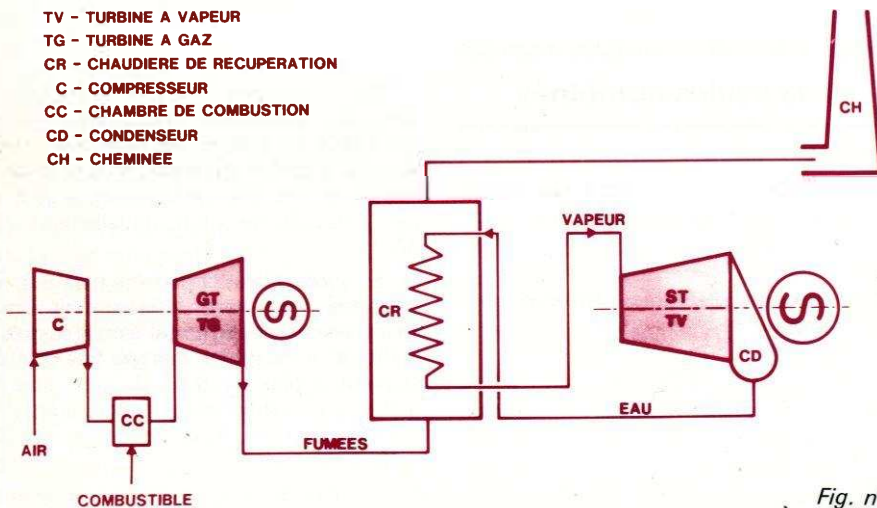 TV - TURBINE A VAPEUR
TG - TURBINE A GAZ
CR - CHAUDIERE DE RECUPERATION
C - COMPRESSEUR
CC - CHAMBRE DE COMBUSTION
CD - CONDENSEUR
CH - CHEMINEE
CH
VAPEUR
C
GT
TG
S
CR
ST
TV
S
CD
CC
EAU
AIR
FUMEES
COMBUSTIBLE
Fig. n